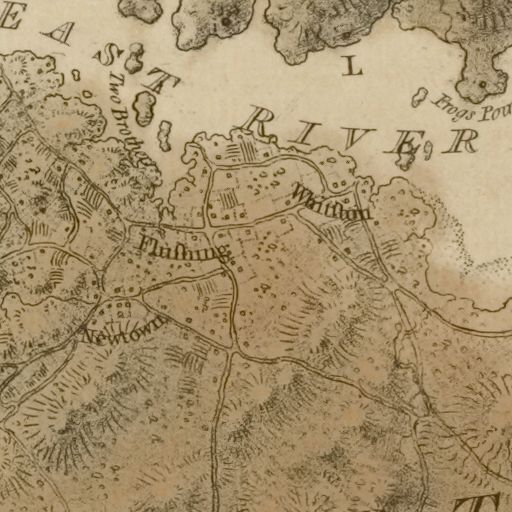 EAST RIVER
L
Two Brothers
Frogs Poi
Whitston
Flushing
Newtown
T